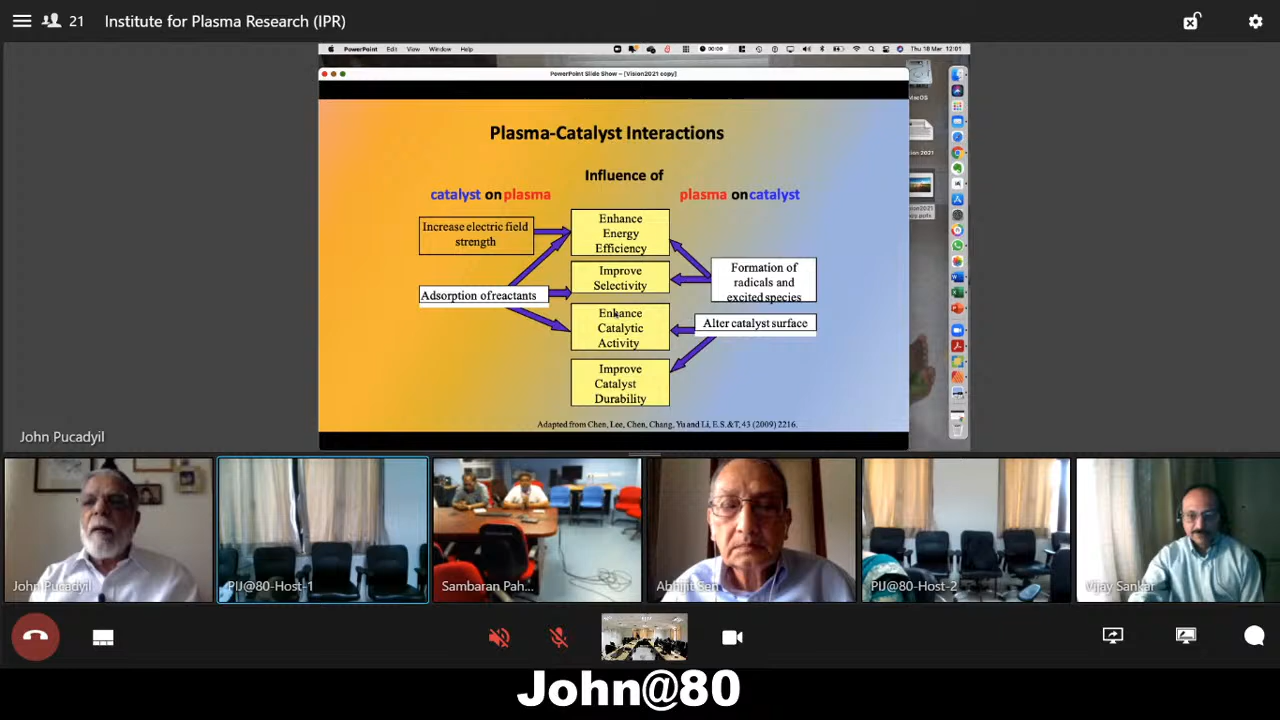 21 Institute for Plasma Research (IPR)
PowerPoint Edit View Window Help 00:00 Thu 18 Mar 12:01
PowerPoint Slide Show – [Vision2021 copy]
Plasma-Catalyst Interactions
Influence of
catalyst on plasma
plasma on catalyst
Increase electric field
strength
Adsorption of reactants
Enhance
Energy
Efficiency
Improve
Selectivity
Enhance
Catalytic
Activity
Improve
Catalyst
Durability
Formation of
radicals and
excited species
Alter catalyst surface
Adapted from Chen, Lee, Chen, Chang, Yu and Li, E.S.&T, 43 (2009) 2216.
John Pucadyil
John Pucadyil
PIJ@80-Host-1
Sambaran Pah...
Abhijit Sen
PIJ@80-Host-2
Vijay Sankar
John@80